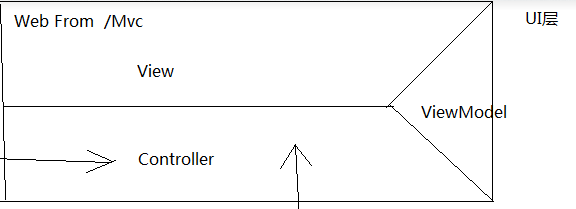 Web From /Mvc
UI层
View
ViewModel
Controller